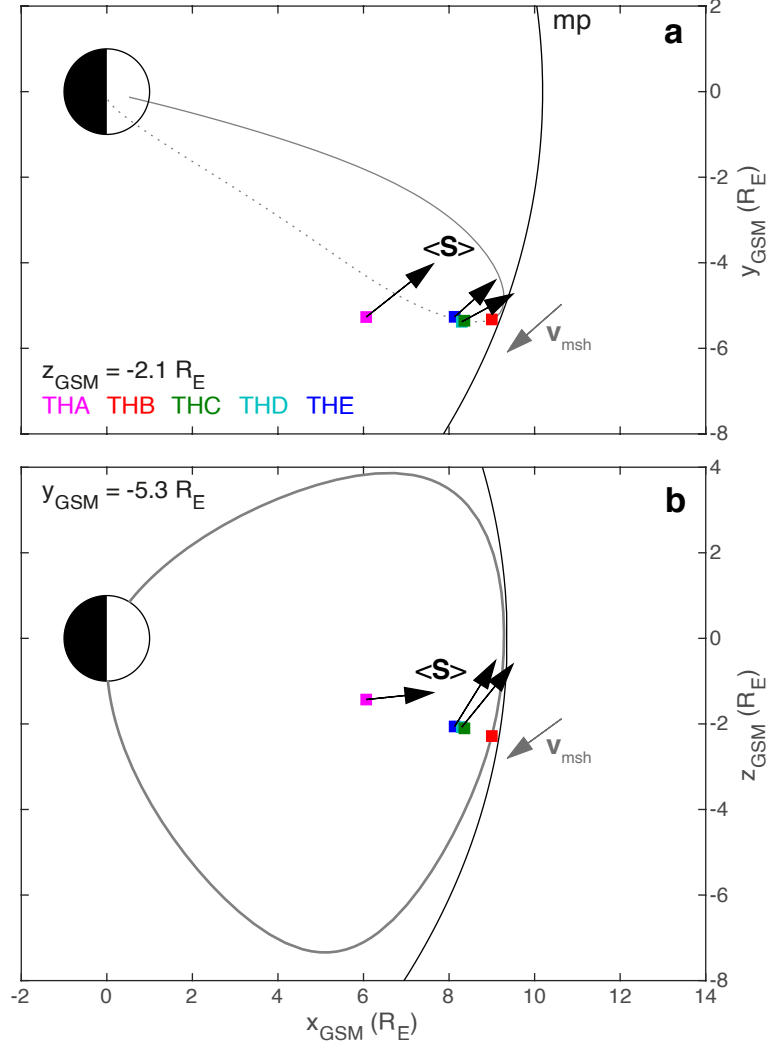 2
mp
a
0
-2
<S>
-4
v_msh
-6
z_GSM = -2.1 R_E
THA THB THC THD THE
-8
y_GSM (R_E)
4
y_GSM = -5.3 R_E
b
2
0
<S>
-2
v_msh
-4
-6
-8
z_GSM (R_E)
-2 0 2 4 6 8 10 12 14
x_GSM (R_E)